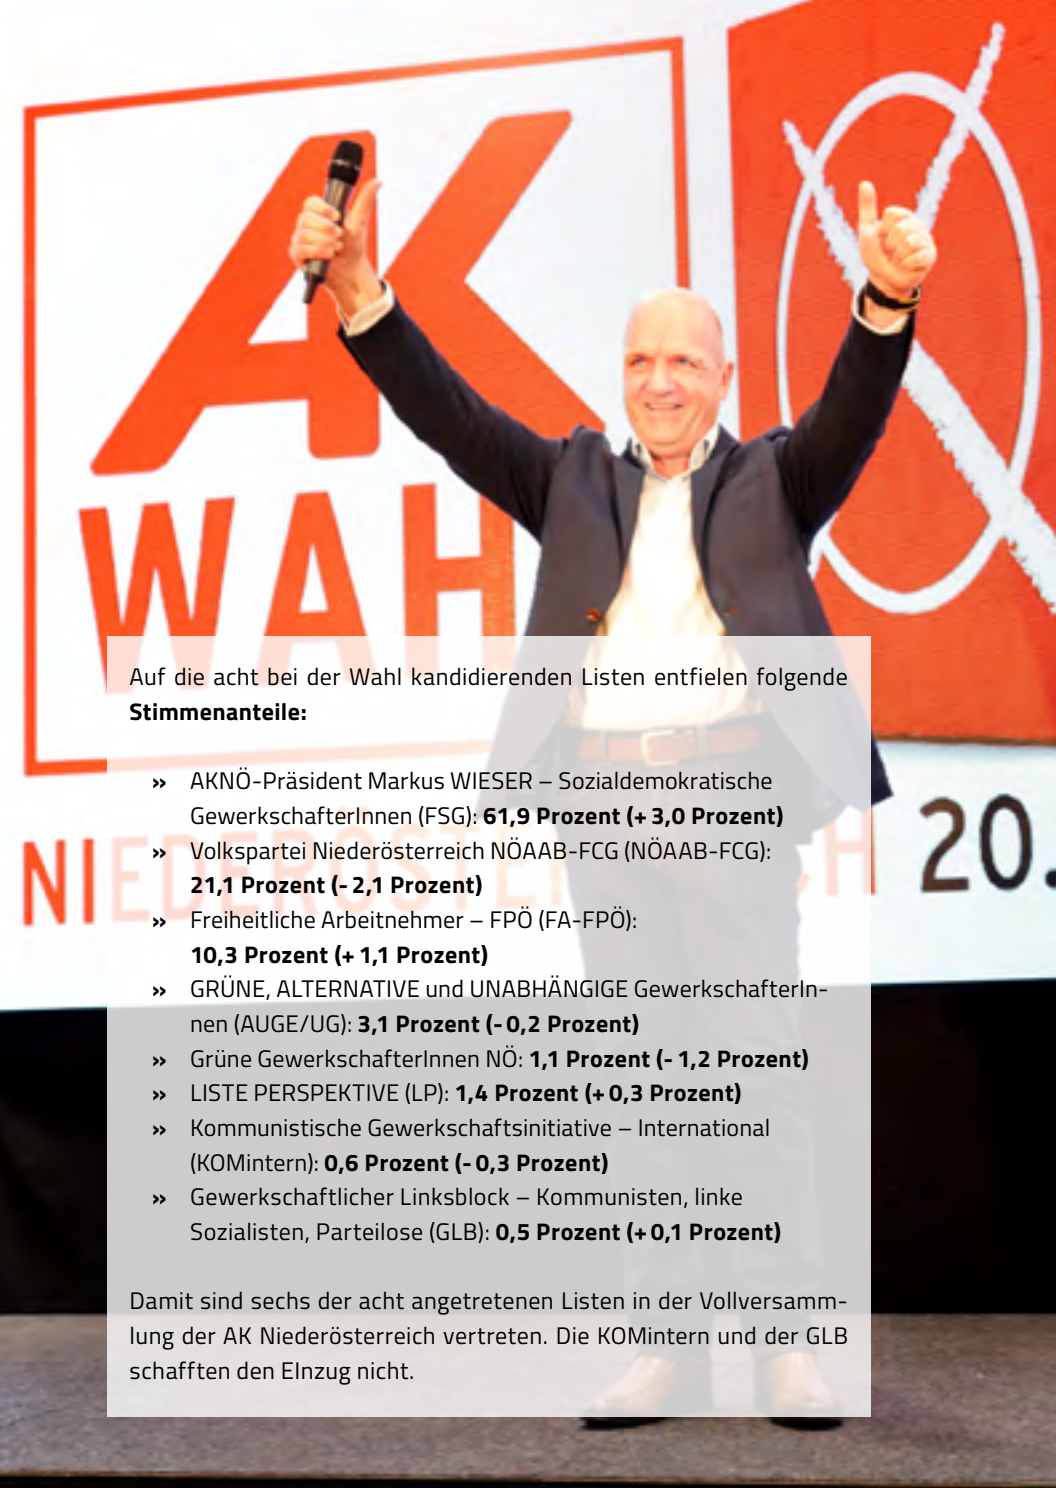 AK
WAH
NIEDERÖSTE
H 20.
Auf die acht bei der Wahl kandidierenden Listen entfielen folgende
Stimmenanteile:
» AKNÖ-Präsident Markus WIESER – Sozialdemokratische
GewerkschafterInnen (FSG): 61,9 Prozent (+ 3,0 Prozent)
» Volkspartei Niederösterreich NÖAAB-FCG (NÖAAB-FCG):
21,1 Prozent (- 2,1 Prozent)
» Freiheitliche Arbeitnehmer – FPÖ (FA-FPÖ):
10,3 Prozent (+ 1,1 Prozent)
» GRÜNE, ALTERNATIVE und UNABHÄNGIGE GewerkschafterIn-
nen (AUGE/UG): 3,1 Prozent (- 0,2 Prozent)
» Grüne GewerkschafterInnen NÖ: 1,1 Prozent (- 1,2 Prozent)
» LISTE PERSPEKTIVE (LP): 1,4 Prozent (+ 0,3 Prozent)
» Kommunistische Gewerkschaftsinitiative – International
(KOMintern): 0,6 Prozent (- 0,3 Prozent)
» Gewerkschaftlicher Linksblock – Kommunisten, linke
Sozialisten, Parteilose (GLB): 0,5 Prozent (+ 0,1 Prozent)
Damit sind sechs der acht angetretenen Listen in der Vollversamm-
lung der AK Niederösterreich vertreten. Die KOMintern und der GLB
schafften den EInzug nicht.